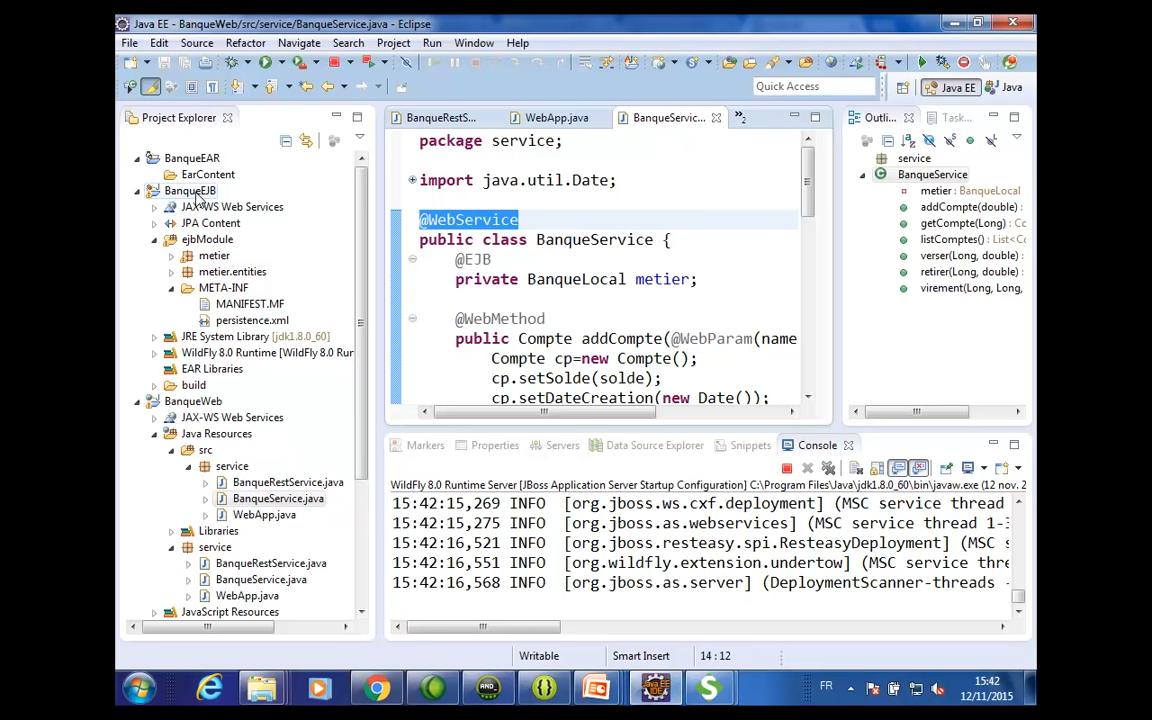 Java EE - BanqueWeb/src/service/BanqueService.java - Eclipse
File Edit Source Refactor Navigate Search Project Run Window Help
Quick Access
Java EE
Java
Project Explorer
BanqueEAR
EarContent
BanqueEJB
JAX-WS Web Services
JPA Content
ejbModule
metier
metier.entities
META-INF
MANIFEST.MF
persistence.xml
JRE System Library [jdk1.8.0_60]
WildFly 8.0 Runtime [WildFly 8.0 Run
EAR Libraries
build
BanqueWeb
JAX-WS Web Services
Java Resources
src
service
BanqueRestService.java
BanqueService.java
WebApp.java
Libraries
service
BanqueRestService.java
BanqueService.java
WebApp.java
JavaScript Resources
BanqueRestS... WebApp.java BanqueServic... »2
package service;
import java.util.Date;
@WebService
public class BanqueService {
@EJB
private BanqueLocal metier;
@WebMethod
public Compte addCompte(@WebParam(name
Compte cp=new Compte();
cp.setSolde(solde);
cp.setDateCreation(new Date());
Outli... Task...
service
BanqueService
metier : BanqueLocal
addCompte(double) :
getCompte(Long) : Co
listComptes() : List<C
verser(Long, double) :
retirer(Long, double) :
virement(Long, Long,
Markers Properties Servers Data Source Explorer Snippets Console
WildFly 8.0 Runtime Server [JBoss Application Server Startup Configuration] C:\Program Files\Java\jdk1.8.0_60\bin\javaw.exe (12 nov. 2
15:42:15,269 INFO [org.jboss.ws.cxf.deployment] (MSC service thread
15:42:15,275 INFO [org.jboss.as.webservices] (MSC service thread 1-3
15:42:16,521 INFO [org.jboss.resteasy.spi.ResteasyDeployment] (MSC s
15:42:16,551 INFO [org.wildfly.extension.undertow] (MSC service thre
15:42:16,568 INFO [org.jboss.as.server] (DeploymentScanner-threads -
Writable Smart Insert 14 : 12
FR
15:42
12/11/2015